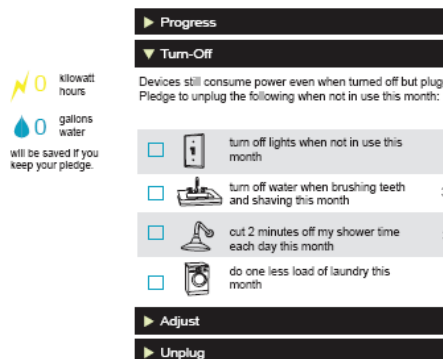 Progress
Turn-Off
0 kilowatt
hours
0 gallons
water
will be saved if you
keep your pledge.
Devices still consume power even when turned off but plug
Pledge to unplug the following when not in use this month:
turn off lights when not in use this
month
turn off water when brushing teeth
and shaving this month
cut 2 minutes off my shower time
each day this month
do one less load of laundry this
month
Adjust
Unplug